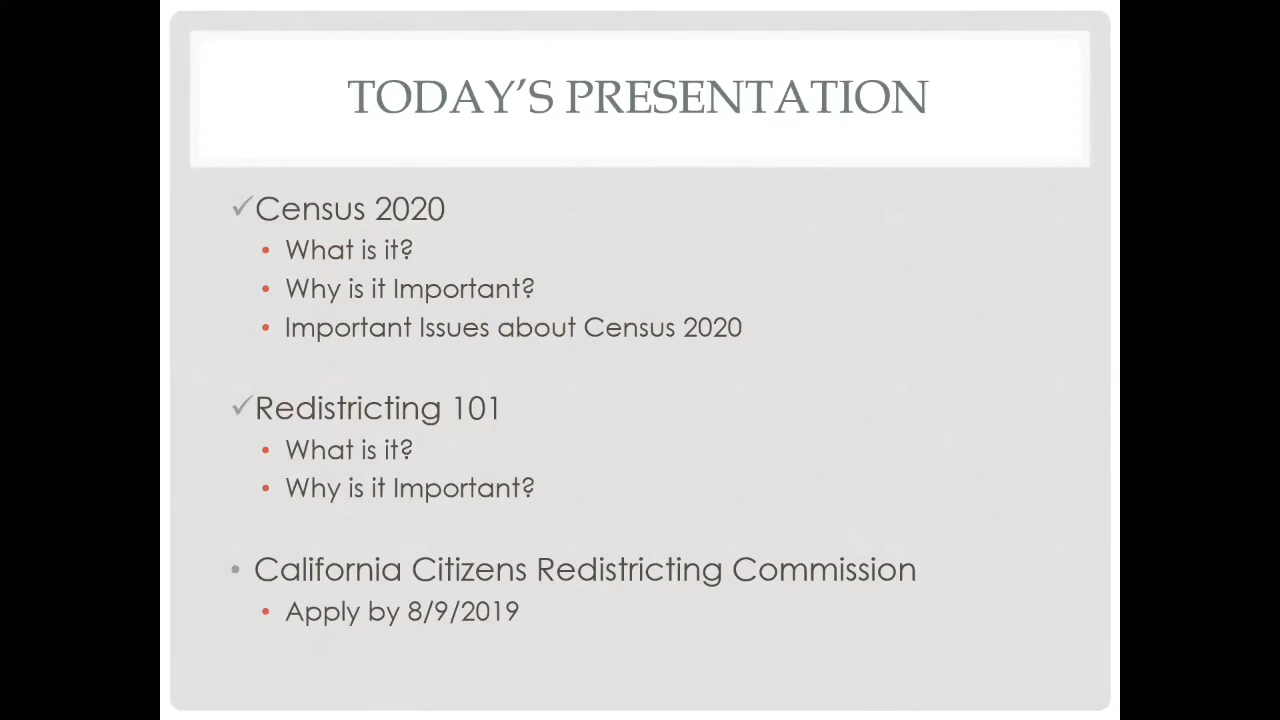 TODAY’S PRESENTATION
✓Census 2020
• What is it?
• Why is it Important?
• Important Issues about Census 2020
✓Redistricting 101
• What is it?
• Why is it Important?
• California Citizens Redistricting Commission
• Apply by 8/9/2019